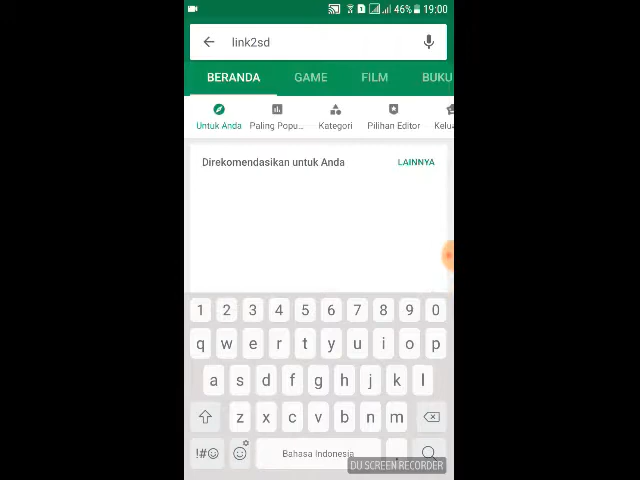 46% 19:00
link2sd
BERANDA GAME FILM BUKU
Untuk Anda Paling Popu... Kategori Pilihan Editor Kelu
Direkomendasikan untuk Anda LAINNYA
1 2 3 4 5 6 7 8 9 0
q w e r t y u i o p
a s d f g h j k l
z x c v b n m
!#☺ Bahasa Indonesia
DU SCREEN RECORDER